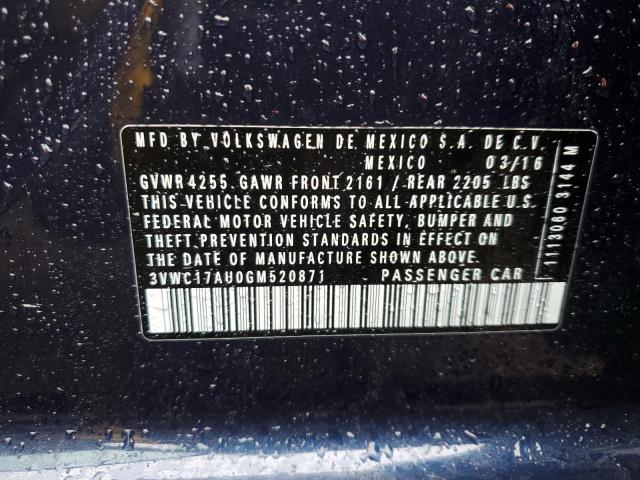 MFD BY VOLKSWAGEN DE MEXICO S.A. DE C.V.
MEXICO 03/16
GVWR 4255 GAWR FRONT 2161 / REAR 2205 LBS
THIS VEHICLE CONFORMS TO ALL APPLICABLE U.S.
FEDERAL MOTOR VEHICLE SAFETY, BUMPER AND
THEFT PREVENTION STANDARDS IN EFFECT ON
THE DATE OF MANUFACTURE SHOWN ABOVE.
3VWC17AU0GM520871 PASSENGER CAR
1113060 3144 M